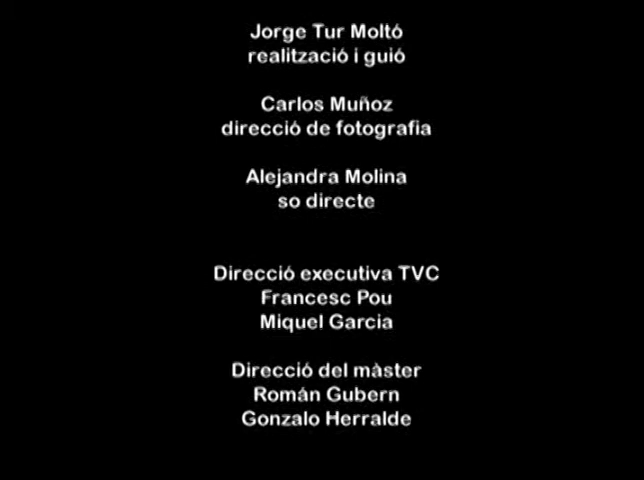 Jorge Tur Moltó
realització i guió
Carlos Muñoz
direcció de fotografia
Alejandra Molina
so directe
Direcció executiva TVC
Francesc Pou
Miquel Garcia
Direcció del màster
Román Gubern
Gonzalo Herralde